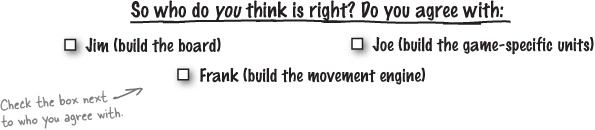 So who do you think is right? Do you agree with:
Jim (build the board)
Joe (build the game-specific units)
Frank (build the movement engine)
Check the box next
to who you agree with.